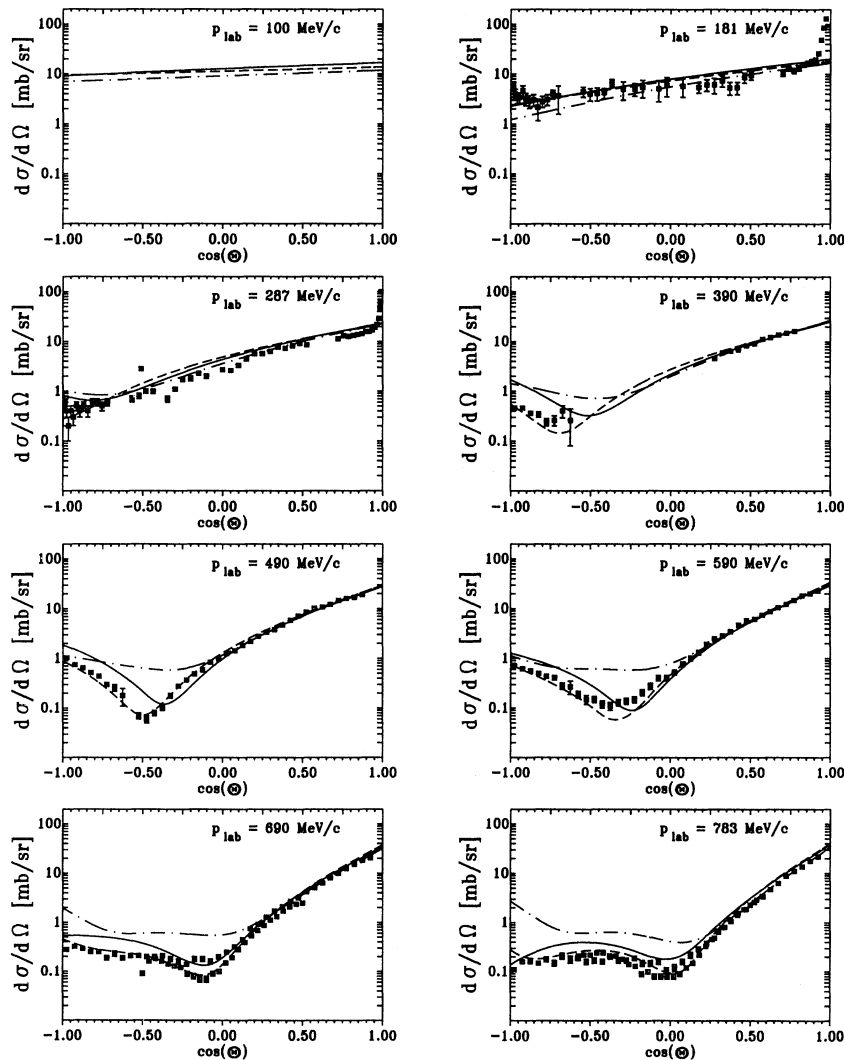 p lab = 100 MeV/c
dσ/dΩ [mb/sr]
100
10
1
0.1
-1.00 -0.50 0.00 0.50 1.00
cos(Θ)
p lab = 181 MeV/c
dσ/dΩ [mb/sr]
100
10
1
0.1
-1.00 -0.50 0.00 0.50 1.00
cos(Θ)
p lab = 287 MeV/c
dσ/dΩ [mb/sr]
100
10
1
0.1
-1.00 -0.50 0.00 0.50 1.00
cos(Θ)
p lab = 390 MeV/c
dσ/dΩ [mb/sr]
100
10
1
0.1
-1.00 -0.50 0.00 0.50 1.00
cos(Θ)
p lab = 490 MeV/c
dσ/dΩ [mb/sr]
100
10
1
0.1
-1.00 -0.50 0.00 0.50 1.00
cos(Θ)
p lab = 590 MeV/c
dσ/dΩ [mb/sr]
100
10
1
0.1
-1.00 -0.50 0.00 0.50 1.00
cos(Θ)
p lab = 690 MeV/c
dσ/dΩ [mb/sr]
100
10
1
0.1
-1.00 -0.50 0.00 0.50 1.00
cos(Θ)
p lab = 783 MeV/c
dσ/dΩ [mb/sr]
100
10
1
0.1
-1.00 -0.50 0.00 0.50 1.00
cos(Θ)